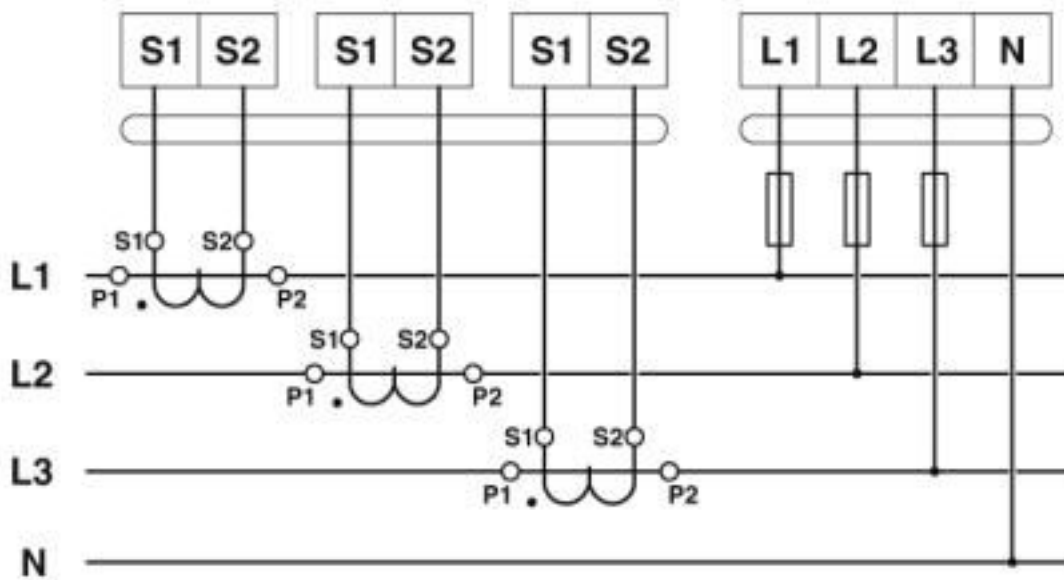 S1 S2 S1 S2 S1 S2 L1 L2 L3 N
S1 S2
L1
P1 P2
S1 S2
L2
P1 P2
S1 S2
L3
P1 P2
N